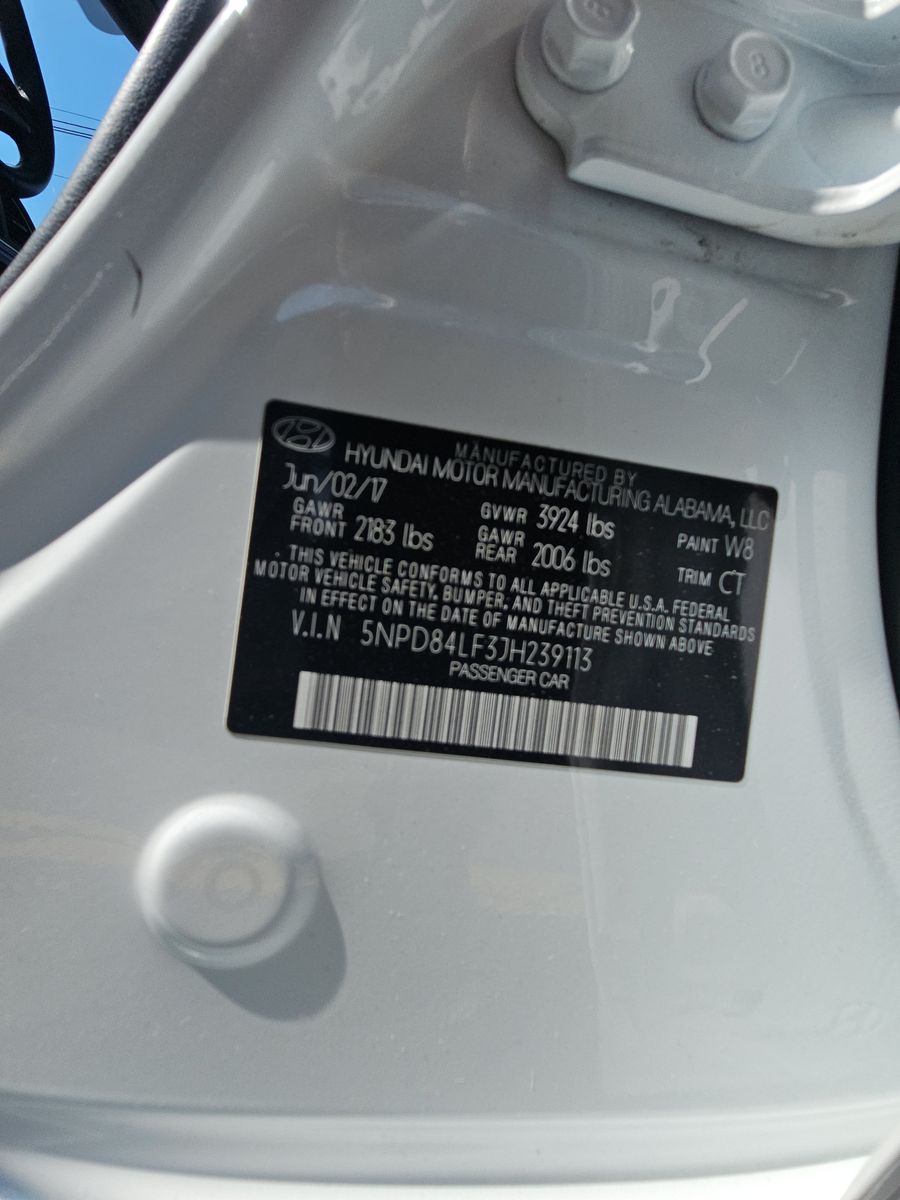 8
8
MANUFACTURED BY
HYUNDAI MOTOR MANUFACTURING ALABAMA, LLC
Jun/02/17 GVWR 3924 lbs PAINT W8
GAWR FRONT 2183 lbs GAWR REAR 2006 lbs TRIM CT
THIS VEHICLE CONFORMS TO ALL APPLICABLE U.S.A. FEDERAL
MOTOR VEHICLE SAFETY, BUMPER, AND THEFT PREVENTION STANDARDS
IN EFFECT ON THE DATE OF MANUFACTURE SHOWN ABOVE
V.I.N 5NPD84LF3JH239113
PASSENGER CAR